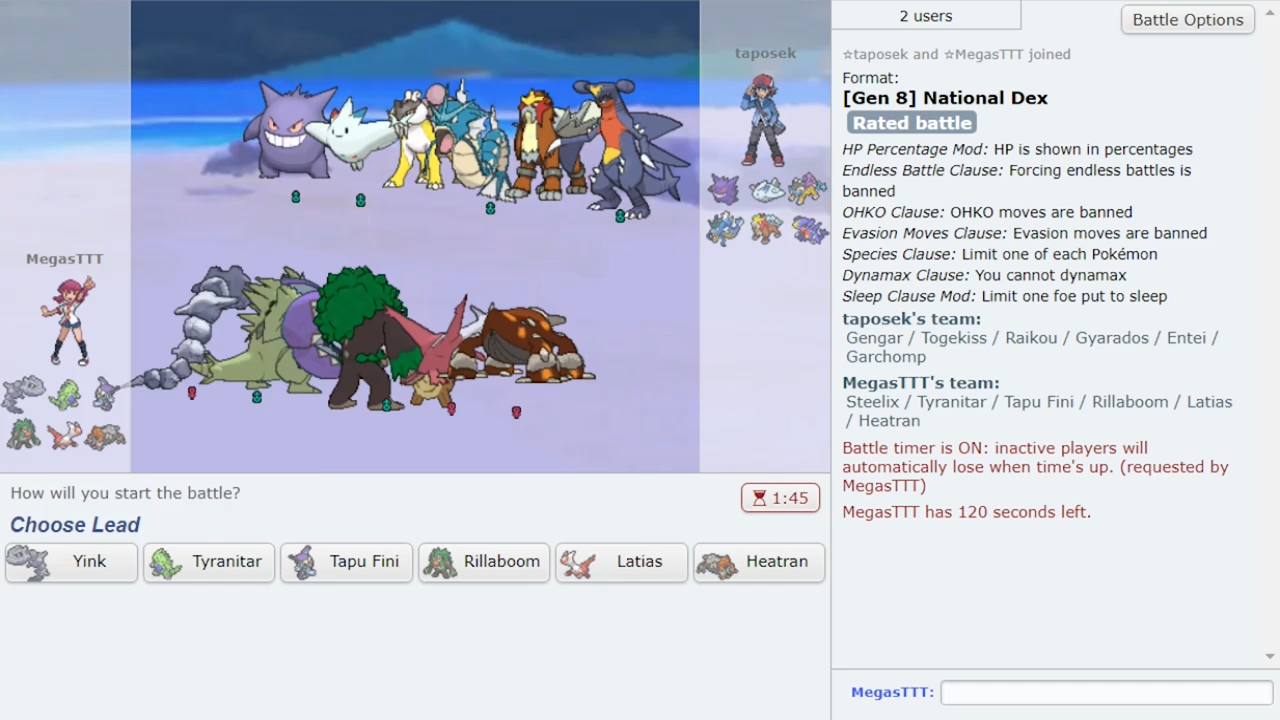 2 users
Battle Options
☆taposek and ☆MegasTTT joined
Format:
[Gen 8] National Dex
Rated battle
HP Percentage Mod: HP is shown in percentages
Endless Battle Clause: Forcing endless battles is
banned
OHKO Clause: OHKO moves are banned
Evasion Moves Clause: Evasion moves are banned
Species Clause: Limit one of each Pokémon
Dynamax Clause: You cannot dynamax
Sleep Clause Mod: Limit one foe put to sleep
taposek's team:
Gengar / Togekiss / Raikou / Gyarados / Entei /
Garchomp
MegasTTT's team:
Steelix / Tyranitar / Tapu Fini / Rillaboom / Latias
/ Heatran
Battle timer is ON: inactive players will
automatically lose when time's up. (requested by
MegasTTT)
MegasTTT has 120 seconds left.
MegasTTT:
taposek
MegasTTT
How will you start the battle?
1:45
Choose Lead
Yink
Tyranitar
Tapu Fini
Rillaboom
Latias
Heatran